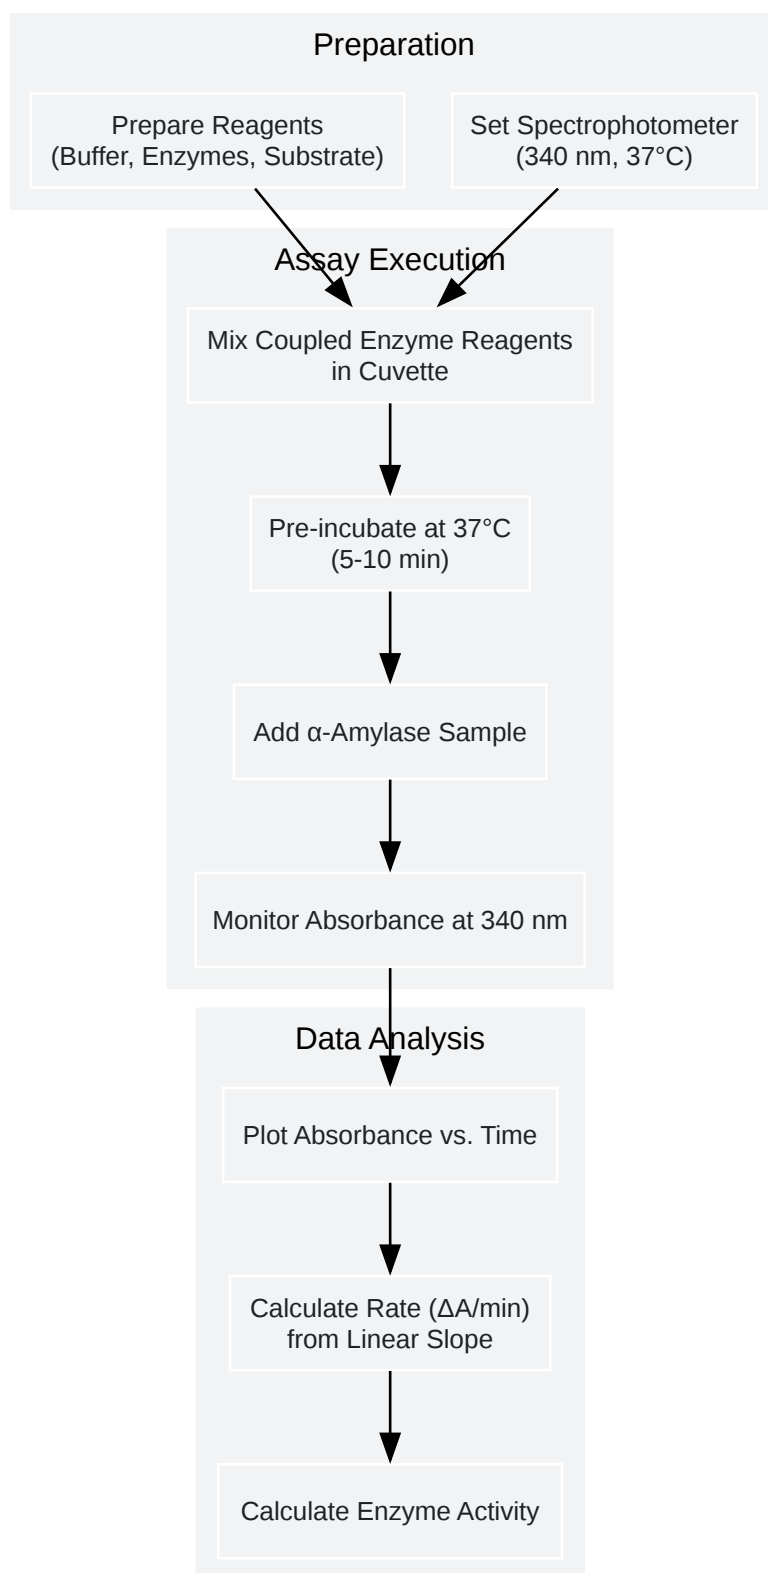 Preparation
Prepare Reagents
(Buffer, Enzymes, Substrate)
Set Spectrophotometer
(340 nm, 37°C)
Assay Execution
Mix Coupled Enzyme Reagents
in Cuvette
Pre-incubate at 37°C
(5-10 min)
Add α-Amylase Sample
Monitor Absorbance at 340 nm
Data Analysis
Plot Absorbance vs. Time
Calculate Rate (ΔA/min)
from Linear Slope
Calculate Enzyme Activity